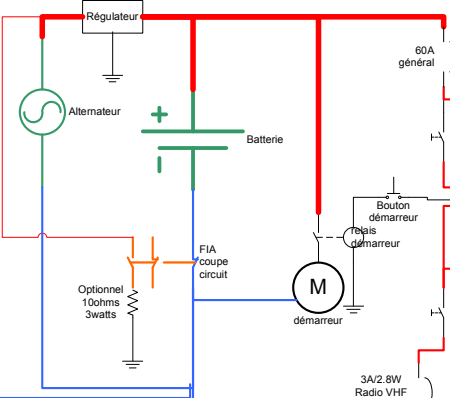 Régulateur
60A
général
Alternateur
Batterie
Bouton
démarreur
relais
démarreur
FIA
coupe
circuit
M
Optionnel
10ohms
3watts
démarreur
3A/2.8W
Radio VHF